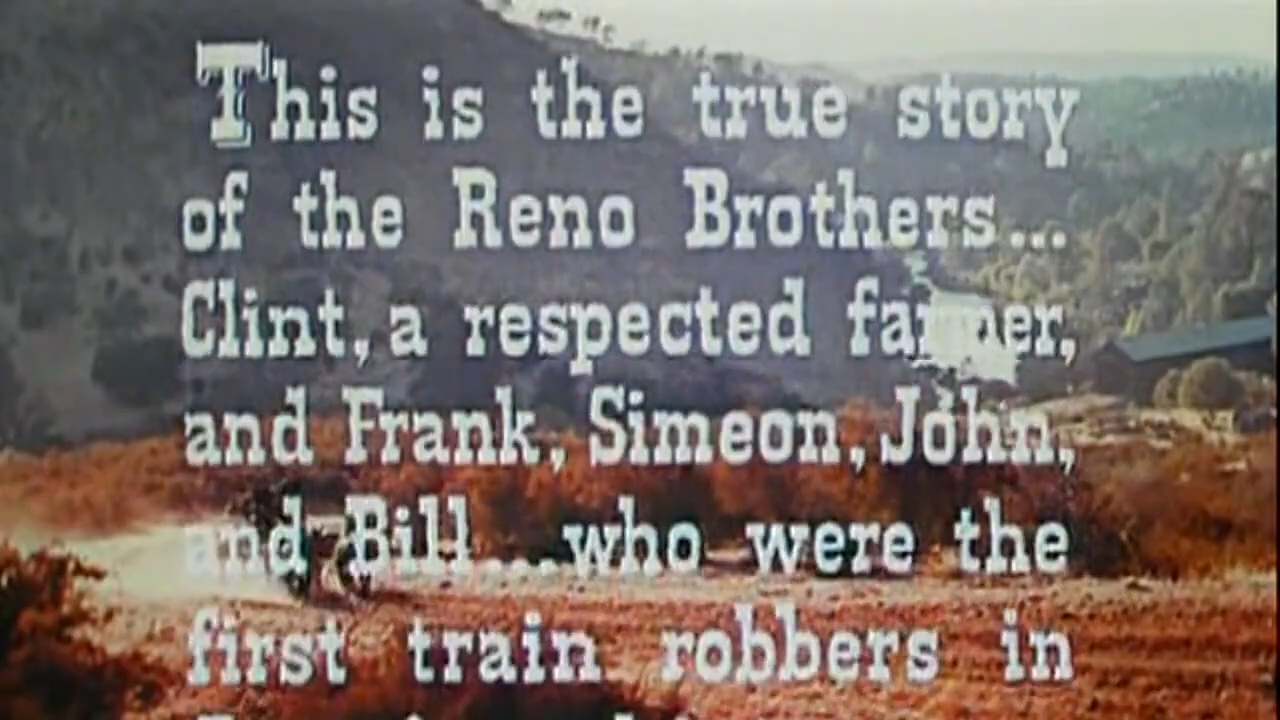 This is the true story
of the Reno Brothers...
Clint, a respected farmer,
and Frank, Simeon, John,
and Bill...who were the
first train robbers in